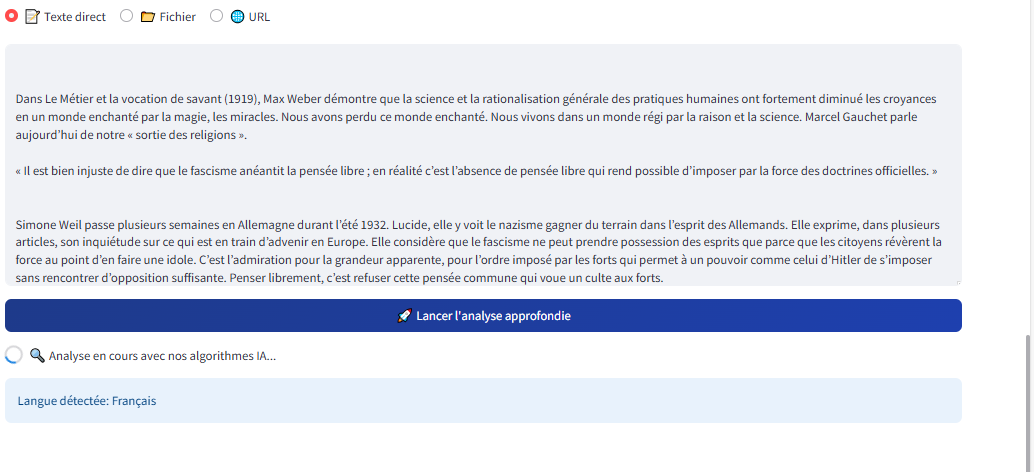 Texte direct Fichier URL
Dans Le Métier et la vocation de savant (1919), Max Weber démontre que la science et la rationalisation générale des pratiques humaines ont fortement diminué les croyances
en un monde enchanté par la magie, les miracles. Nous avons perdu ce monde enchanté. Nous vivons dans un monde régi par la raison et la science. Marcel Gauchet parle
aujourd’hui de notre « sortie des religions ».
« Il est bien injuste de dire que le fascisme anéantit la pensée libre ; en réalité c’est l’absence de pensée libre qui rend possible d’imposer par la force des doctrines officielles. »
Simone Weil passe plusieurs semaines en Allemagne durant l’été 1932. Lucide, elle y voit le nazisme gagner du terrain dans l’esprit des Allemands. Elle exprime, dans plusieurs
articles, son inquiétude sur ce qui est en train d’advenir en Europe. Elle considère que le fascisme ne peut prendre possession des esprits que parce que les citoyens révèrent la
force au point d’en faire une idole. C’est l’admiration pour la grandeur apparente, pour l’ordre imposé par les forts qui permet à un pouvoir comme celui d’Hitler de s’imposer
sans rencontrer d’opposition suffisante. Penser librement, c’est refuser cette pensée commune qui voue un culte aux forts.
Lancer l'analyse approfondie
Analyse en cours avec nos algorithmes IA...
Langue détectée: Français